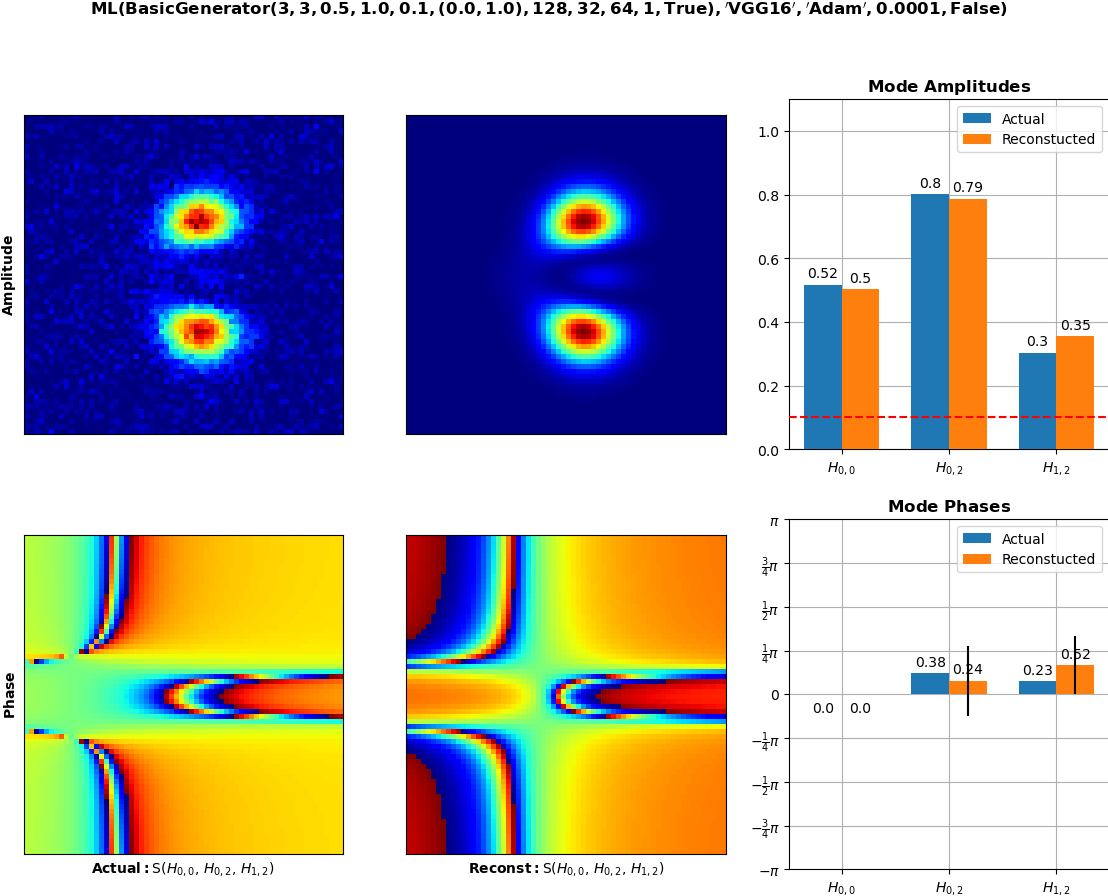 ML(BasicGenerator(3, 3, 0.5, 1.0, 0.1, (0.0, 1.0), 128, 32, 64, 1, True), 'VGG16', 'Adam', 0.0001, False)
Amplitude
Mode Amplitudes
Actual
Reconstucted
1.0
0.8
0.6
0.4
0.2
0.0
0.52
0.5
0.8
0.79
0.3
0.35
H0,0
H0,2
H1,2
Phase
Actual: S(H0,0, H0,2, H1,2)
Reconst: S(H0,0, H0,2, H1,2)
Mode Phases
Actual
Reconstucted
π
3/4π
1/2π
1/4π
0
−1/4π
−1/2π
−3/4π
−π
0.0
0.0
0.38
0.24
0.23
0.52
H0,0
H0,2
H1,2